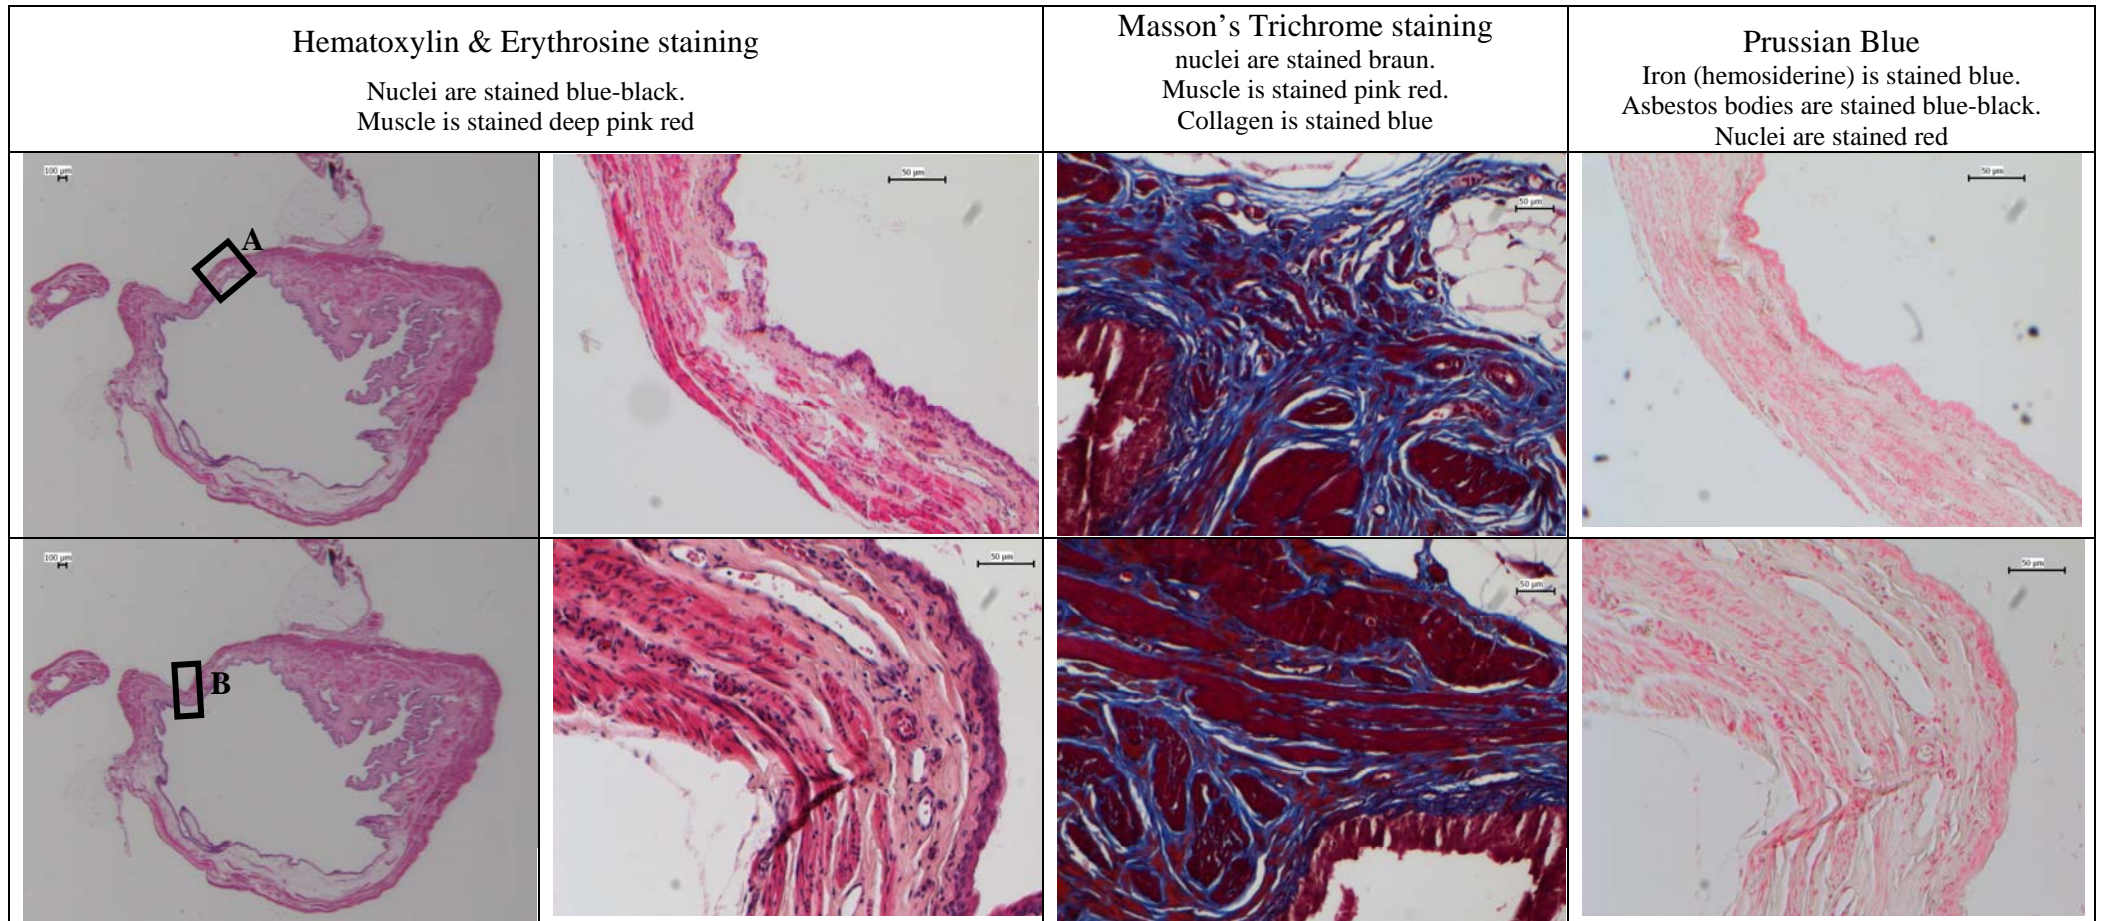 Hematoxylin & Erythrosine staining
Nuclei are stained blue-black.
Muscle is stained deep pink red
Masson’s Trichrome staining
nuclei are stained braun.
Muscle is stained pink red.
Collagen is stained blue
Prussian Blue
Iron (hemosiderine) is stained blue.
Asbestos bodies are stained blue-black.
Nuclei are stained red
100 µm
A
50 µm
50 µm
50 µm
100 µm
B
50 µm
50 µm
50 µm